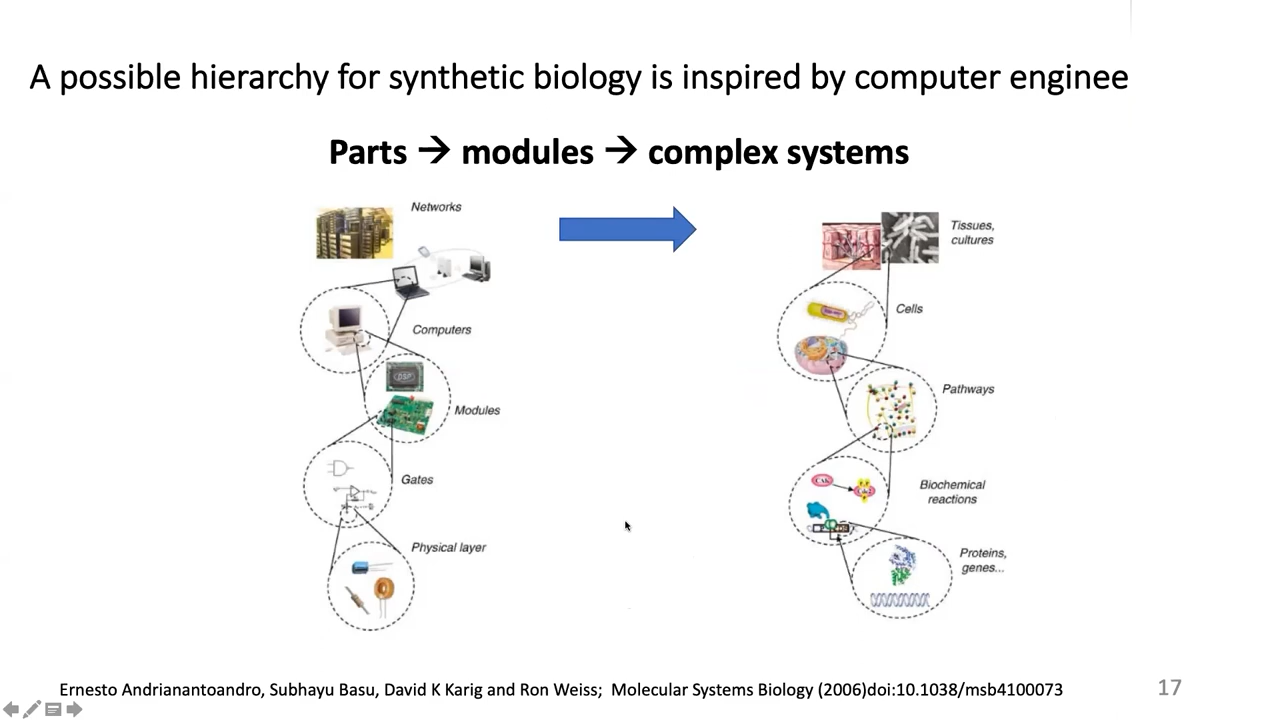 A possible hierarchy for synthetic biology is inspired by computer enginee
Parts → modules → complex systems
Networks
Computers
Modules
DSP
Gates
Physical layer
Tissues,
cultures
Cells
Pathways
Biochemical
reactions
Proteins,
genes...
Ernesto Andrianantoandro, Subhayu Basu, David K Karig and Ron Weiss;  Molecular Systems Biology (2006)doi:10.1038/msb4100073
17